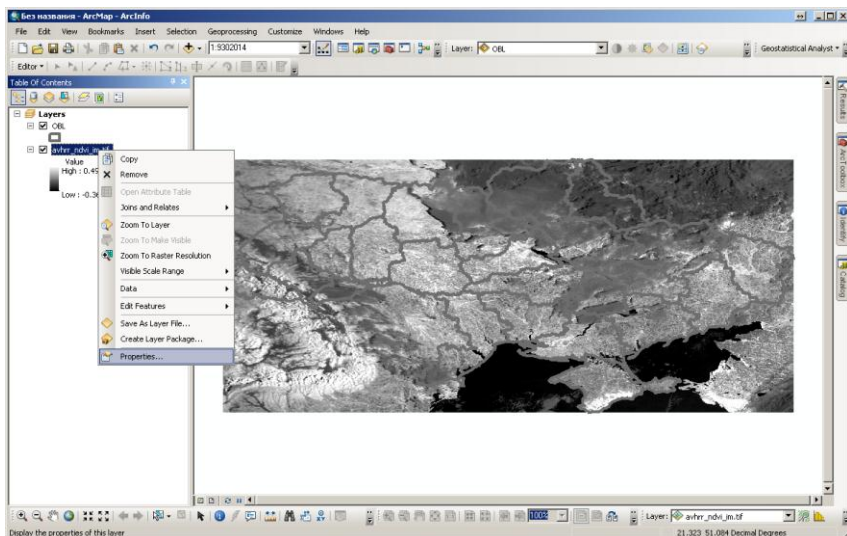 Без названия - ArcMap - ArcInfo
File Edit View Bookmarks Insert Selection Geoprocessing Customize Windows Help
1:9302014
Layer: OBL
Geostatistical Analyst
Editor
Table Of Contents
Layers
OBL
avhrr_ndvi_im.tif
Value
High : 0.49
Low : -0.36
Copy
Remove
Open Attribute Table
Joins and Relates
Zoom To Layer
Zoom To Make Visible
Zoom To Raster Resolution
Visible Scale Range
Data
Edit Features
Save As Layer File...
Create Layer Package...
Properties...
Results
ArcToolbox
Identify
Catalog
100%
Layer: avhrr_ndvi_im.tif
Display the properties of this layer
21.323 51.084 Decimal Degrees